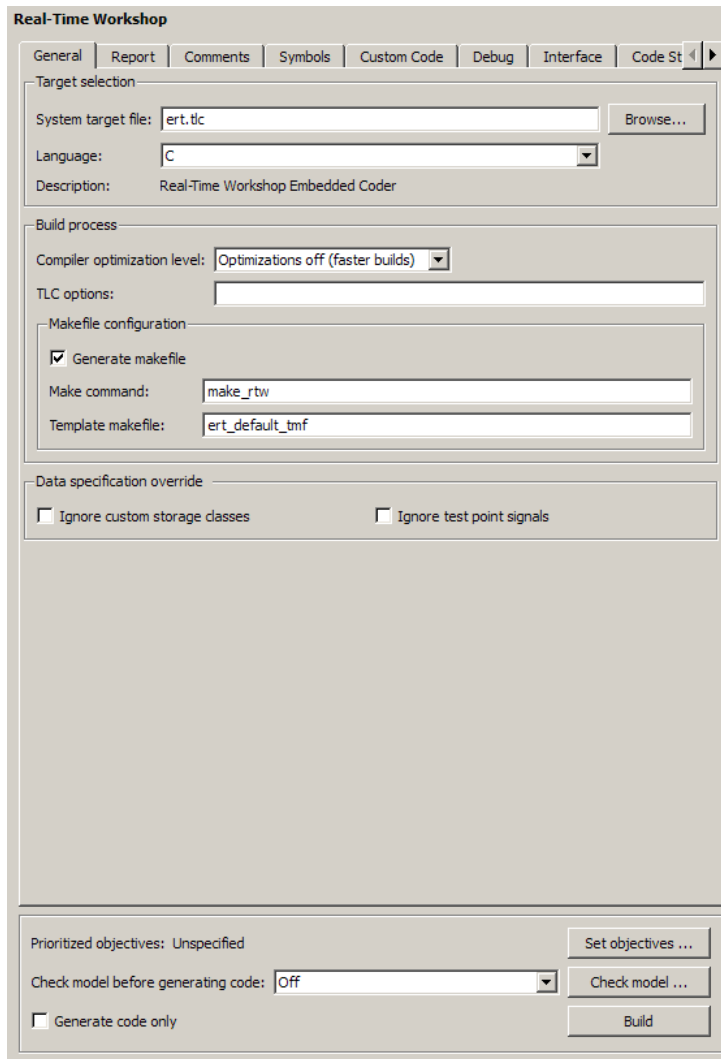 Real-Time Workshop
General Report Comments Symbols Custom Code Debug Interface Code St
Target selection
System target file: ert.tlc Browse...
Language: C
Description: Real-Time Workshop Embedded Coder
Build process
Compiler optimization level: Optimizations off (faster builds)
TLC options:
Makefile configuration
Generate makefile
Make command: make_rtw
Template makefile: ert_default_tmf
Data specification override
Ignore custom storage classes Ignore test point signals
Prioritized objectives: Unspecified Set objectives ...
Check model before generating code: Off Check model ...
Generate code only Build